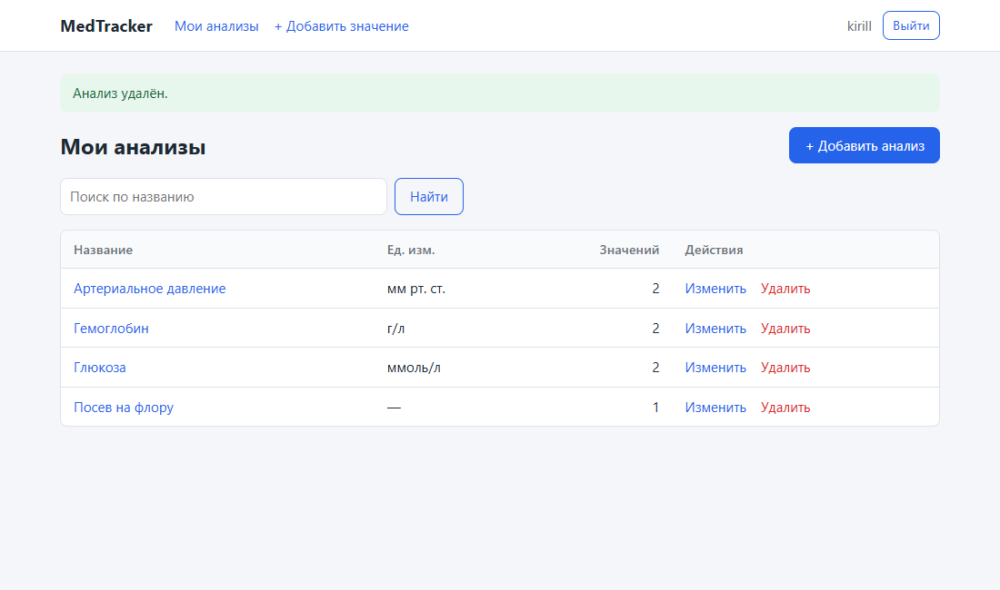 MedTracker Мои анализы + Добавить значение kirill Выйти
Анализ удалён.
Мои анализы + Добавить анализ
Поиск по названию Найти
Название Ед. изм. Значений Действия
Артериальное давление мм рт. ст. 2 Изменить Удалить
Гемоглобин г/л 2 Изменить Удалить
Глюкоза ммоль/л 2 Изменить Удалить
Посев на флору — 1 Изменить Удалить